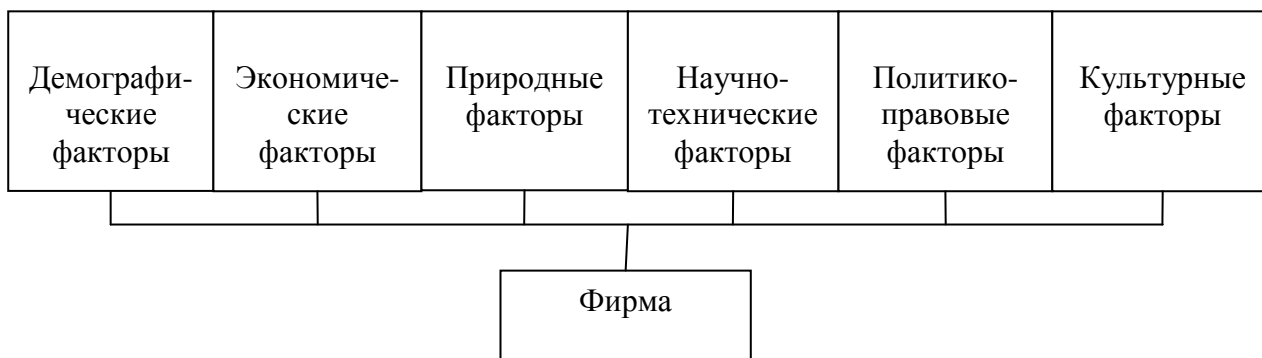 Демографи-
ческие
факторы
Экономиче-
ские
факторы
Природные
факторы
Научно-
технические
факторы
Политико-
правовые
факторы
Культурные
факторы
Фирма